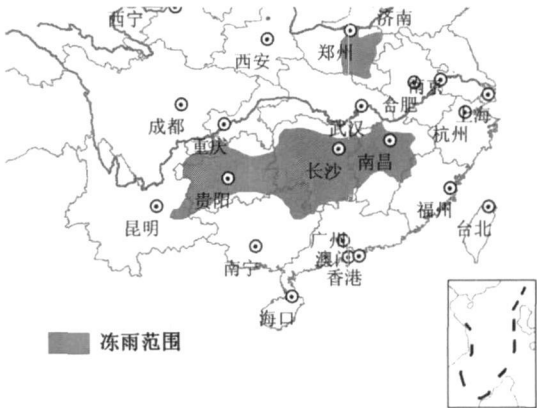 西宁
济南
郑州
西安
南京
合肥
上海
成都
武汉
杭州
重庆
长沙
南昌
贵阳
福州
昆明
台北
广州
澳门
南宁
香港
海口
冻雨范围